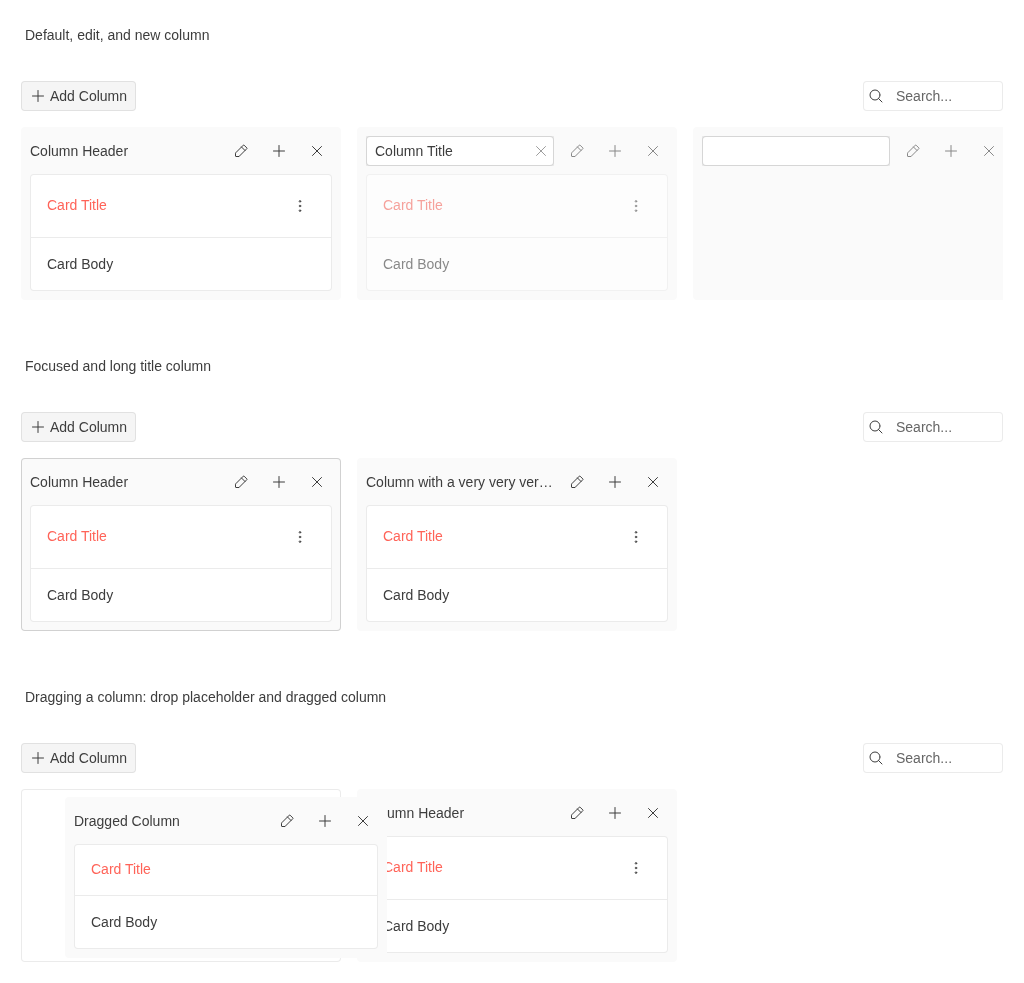 Default, edit, and new column
Add Column
Search...
Column Header
Column Title
Card Title
Card Title
Card Body
Card Body
Focused and long title column
Add Column
Search...
Column Header
Column with a very very ver…
Card Title
Card Title
Card Body
Card Body
Dragging a column: drop placeholder and dragged column
Add Column
Search...
Dragged Column
umn Header
Card Title
Card Title
Card Body
Card Body